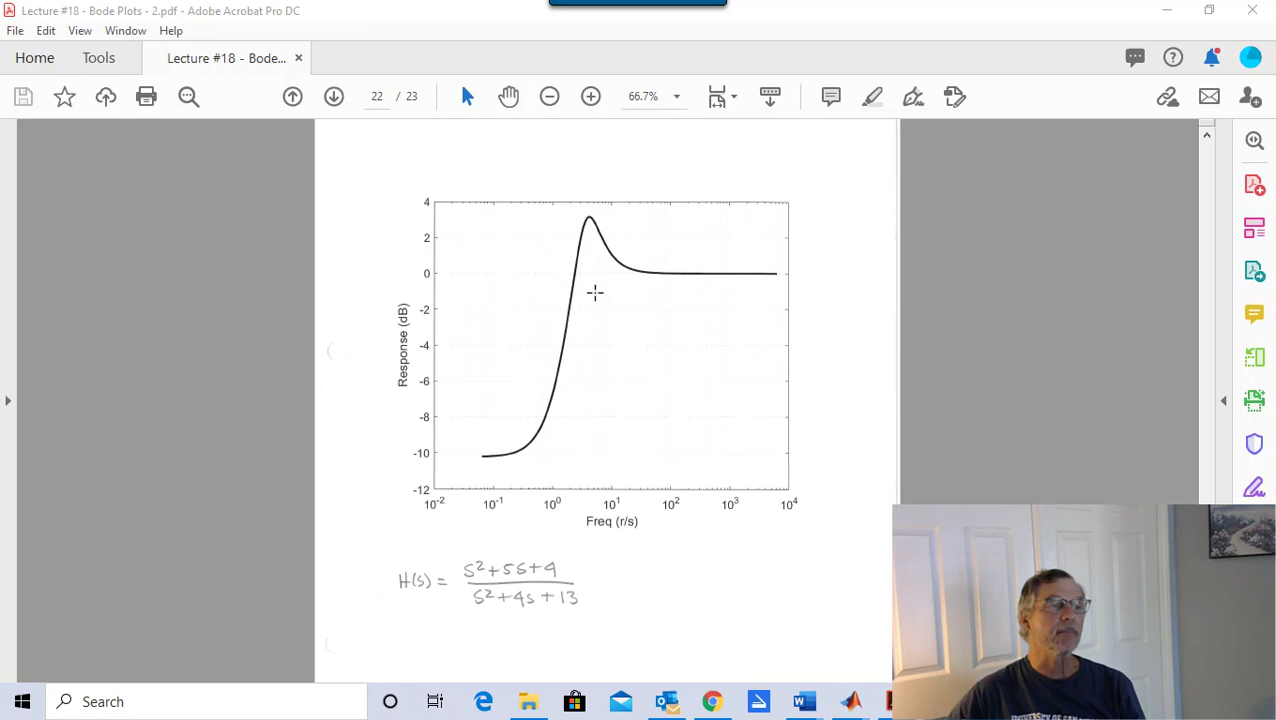 Lecture #18 - Bode Plots - 2.pdf - Adobe Acrobat Pro DC
File Edit View Window Help
Home Tools Lecture #18 - Bode... ×
22 / 23 66.7%
4
2
0
-2
-4
-6
-8
-10
-12
Response (dB)
10^-2 10^-1 10^0 10^1 10^2 10^3 10^4
Freq (r/s)
H(s) = s^2+5s+4
s^2+4s+13
Search